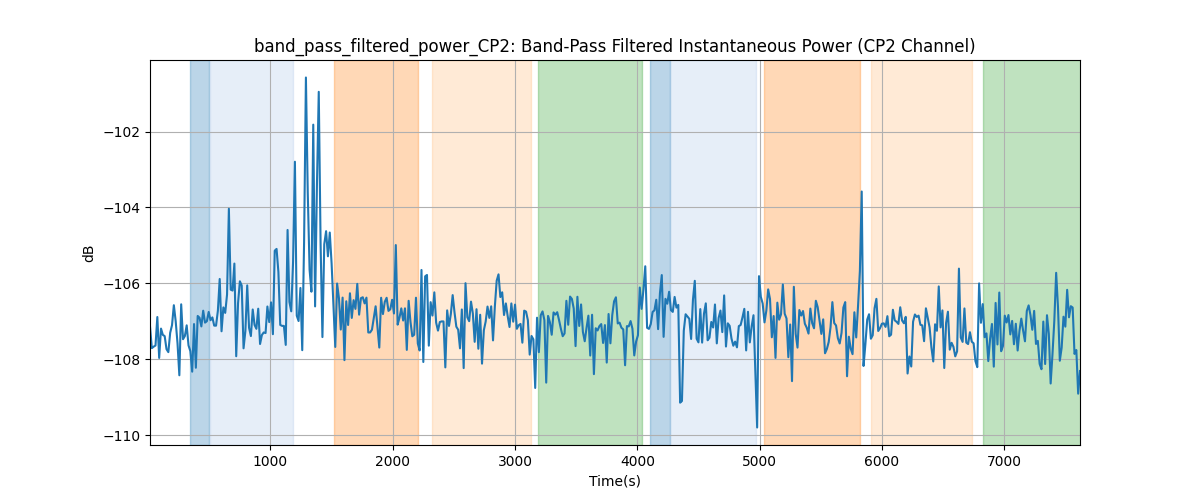 band_pass_filtered_power_CP2: Band-Pass Filtered Instantaneous Power (CP2 Channel)
dB
−102
−104
−106
−108
−110
1000 2000 3000 4000 5000 6000 7000
Time(s)